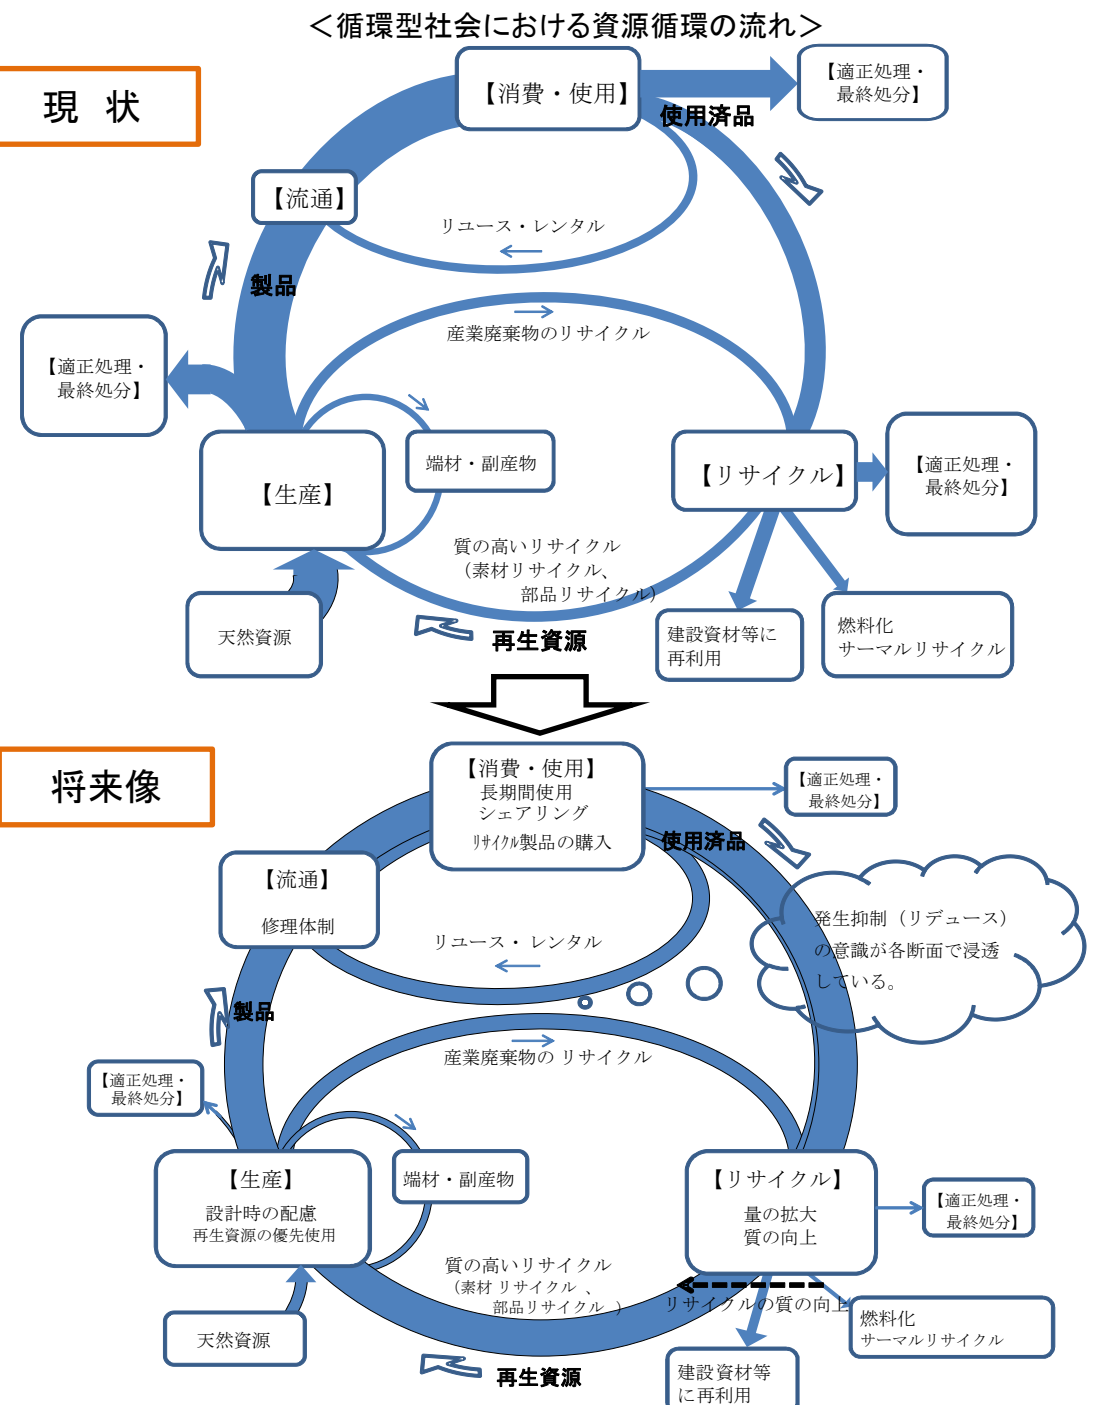 ＜循環型社会における資源循環の流れ＞
現　状
【消費・使用】
【適正処理・
最終処分】
使用済品
【流通】
リユース・レンタル
製品
産業廃棄物のリサイクル
【適正処理・
最終処分】
端材・副産物
【リサイクル】
【適正処理・
最終処分】
【生産】
質の高いリサイクル
（素材リサイクル、
部品リサイクル）
天然資源
再生資源
建設資材等に
再利用
燃料化
サーマルリサイクル
将来像
【消費・使用】
長期間使用
シェアリング
ﾘｻｲｸﾙ製品の購入
【適正処理・
最終処分】
使用済品
【流通】
修理体制
発生抑制（リデュース）
の意識が各断面で浸透
している。
リユース・レンタル
製品
産業廃棄物のリサイクル
【適正処理・
最終処分】
【生産】
設計時の配慮
再生資源の優先使用
端材・副産物
【リサイクル】
量の拡大
質の向上
【適正処理・
最終処分】
質の高いリサイクル
（素材リサイクル、
部品リサイクル）
リサイクルの質の向上
天然資源
燃料化
サーマルリサイクル
再生資源
建設資材等
に再利用